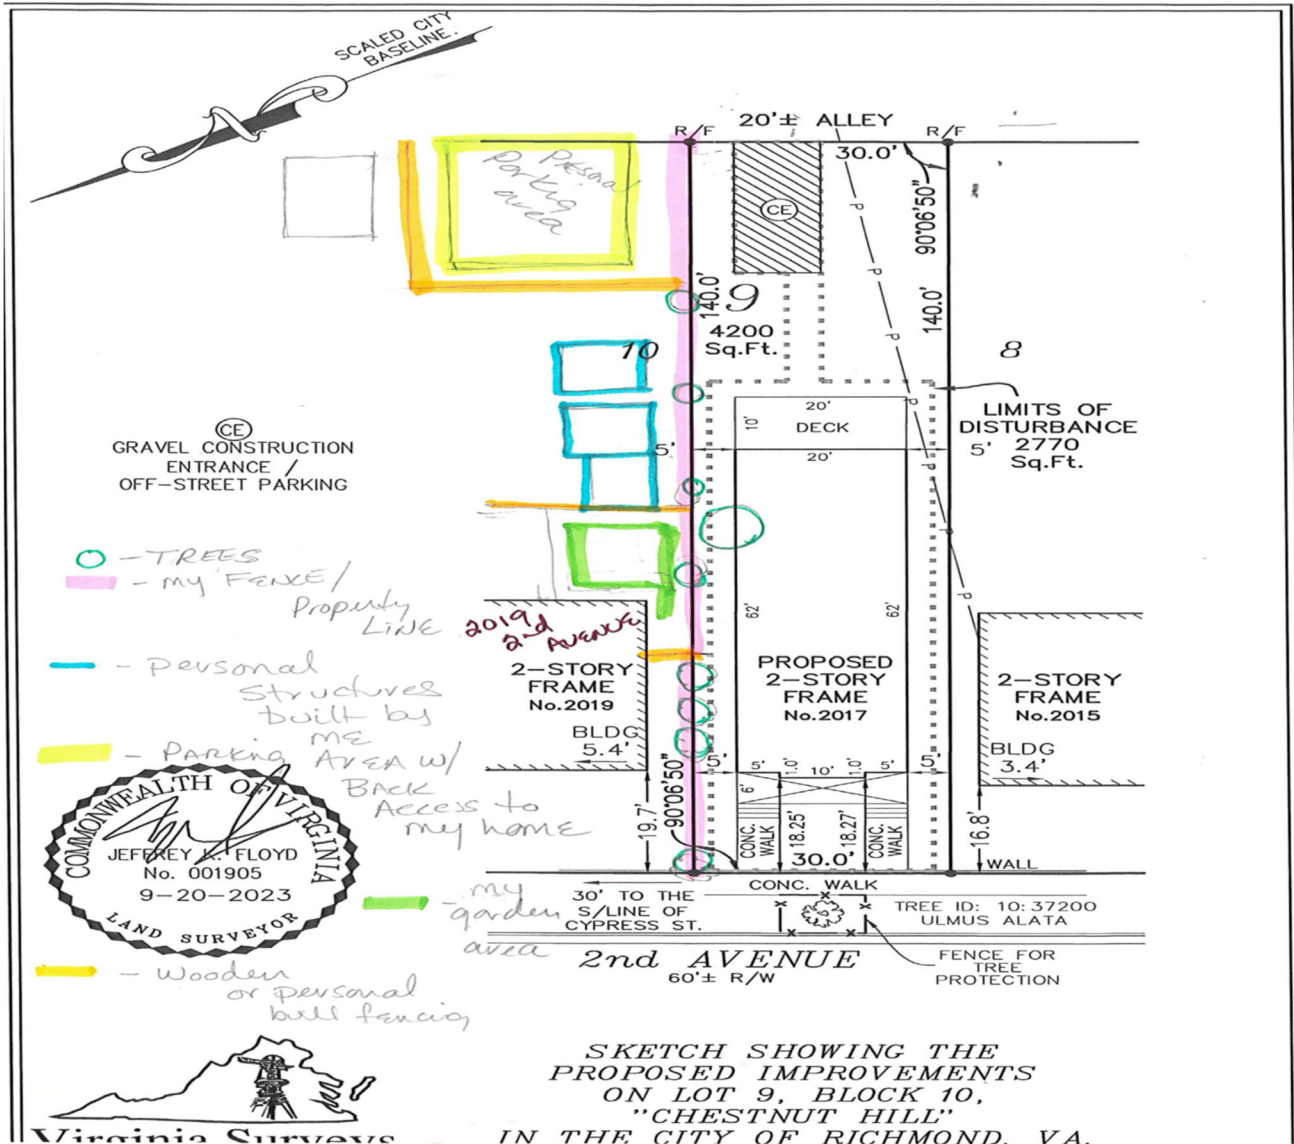 SCALED CITY
BASELINE.
N
20'± ALLEY
R/F
R/F
30.0'
90°06'50"
Personal
Parking
area
CE
P
P
P
P
P
P
P
P
140.0'
9
4200
Sq.Ft.
140.0'
10
8
LIMITS OF
DISTURBANCE
2770
Sq.Ft.
20'
10'
DECK
5'
20'
5'
CE
GRAVEL CONSTRUCTION
ENTRANCE /
OFF-STREET PARKING
- TREES
- my FENCE/
Property
LINE
- Personal
Structures
built by
me
- PARKING AREA W/
BACK
Access to
my home
62'
62'
2019
2nd
AVENUE
2-STORY
FRAME
No.2019
BLDG
5.4'
PROPOSED
2-STORY
FRAME
No.2017
2-STORY
FRAME
No.2015
BLDG
3.4'
5'
5'
1.0'
10'
1.0'
5'
5'
6'
19.7'
90°06'50"
CONC.
WALK
18.25'
18.27'
CONC.
WALK
16.8'
30.0'
WALL
COMMONWEALTH OF VIRGINIA
JEFFREY K. FLOYD
No. 001905
9-20-2023
LAND SURVEYOR
- my
garden
area
30' TO THE
S/LINE OF
CYPRESS ST.
CONC. WALK
TREE ID: 10:37200
ULMUS ALATA
2nd AVENUE
60'± R/W
FENCE FOR
TREE
PROTECTION
- Wooden
or personal
built fencing
SKETCH SHOWING THE
PROPOSED IMPROVEMENTS
ON LOT 9, BLOCK 10,
"CHESTNUT HILL"
IN THE CITY OF RICHMOND, VA.
Virginia Surveys